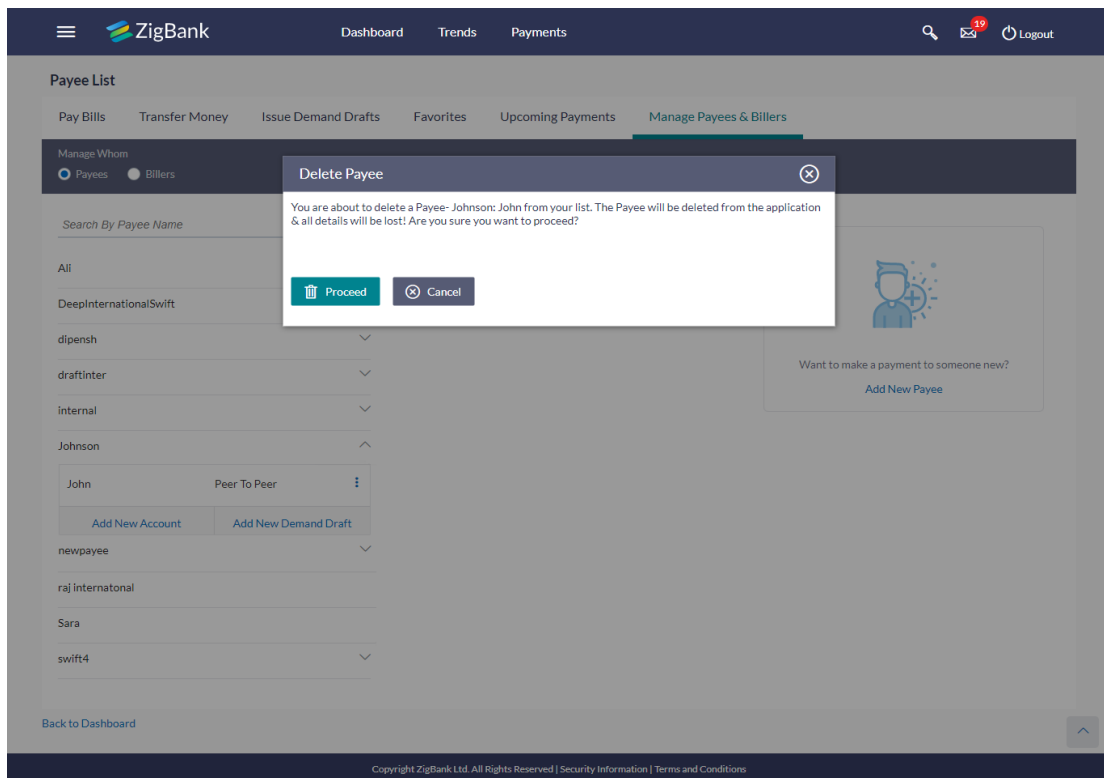 ZigBank
Dashboard Trends Payments
19
Logout
Payee List
Pay Bills Transfer Money Issue Demand Drafts Favorites Upcoming Payments Manage Payees & Billers
Manage Whom
Payees Billers
Delete Payee
You are about to delete a Payee- Johnson: John from your list. The Payee will be deleted from the application
& all details will be lost! Are you sure you want to proceed?
Proceed Cancel
Search By Payee Name
Ali
DeepInternationalSwift
dipensh
draftinter
internal
Johnson
John Peer To Peer
Add New Account Add New Demand Draft
newpayee
raj internatonal
Sara
swift4
Want to make a payment to someone new?
Add New Payee
Back to Dashboard
Copyright ZigBank Ltd. All Rights Reserved | Security Information | Terms and Conditions